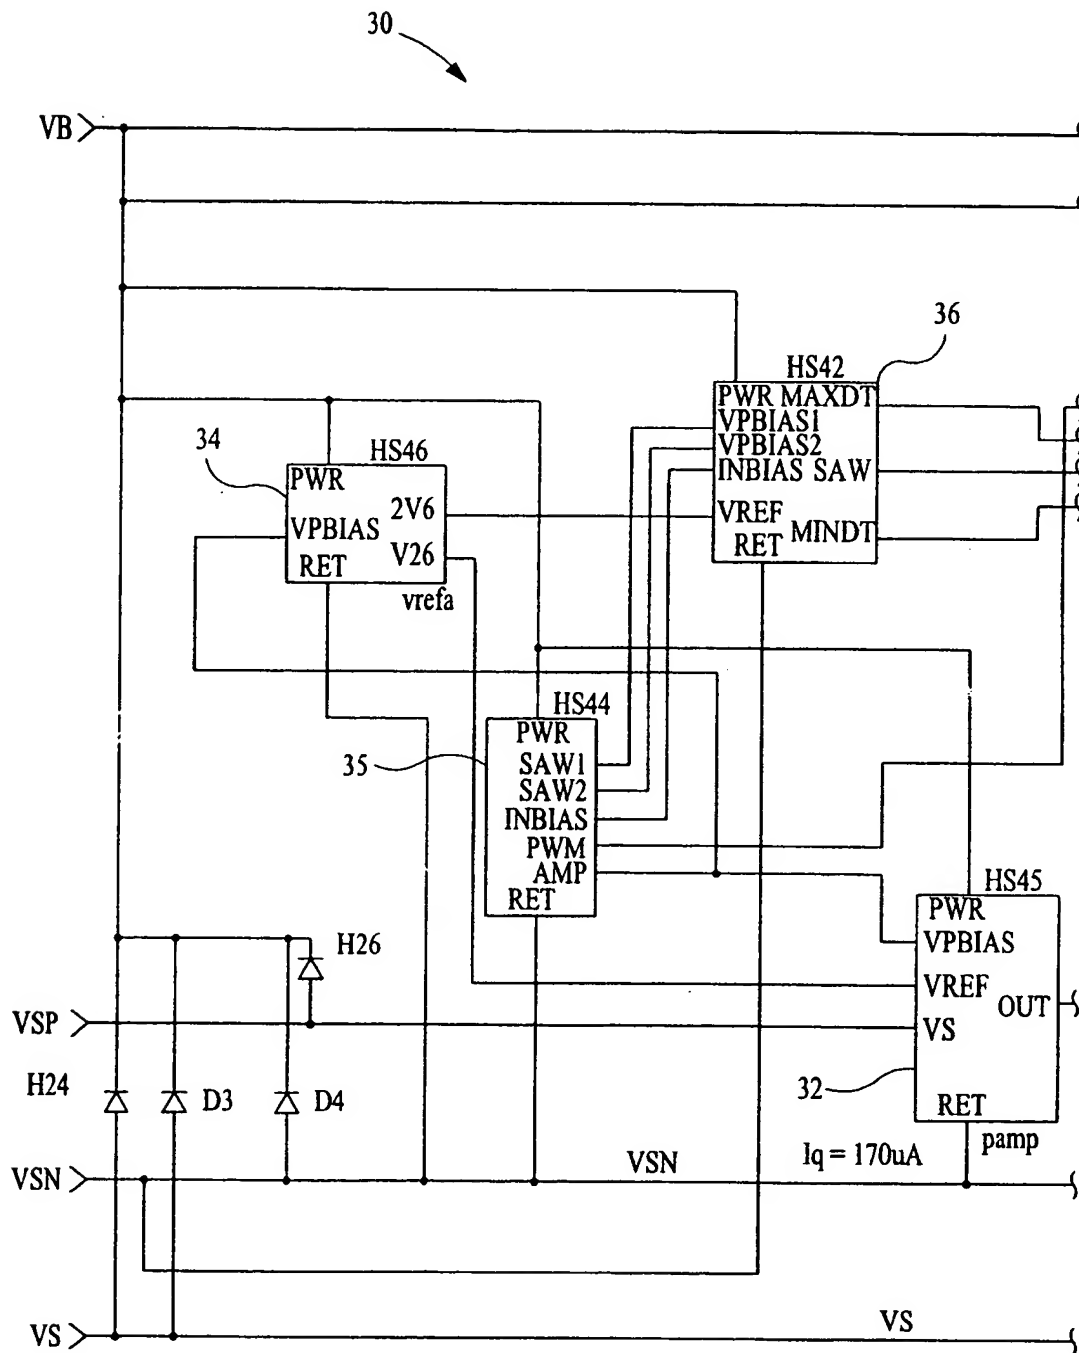 30
VB
36
HS42
PWR MAXDT
VPBIAS1
VPBIAS2
INBIAS SAW
VREF
MINDT
RET
34
HS46
PWR
2V6
VPBIAS
V26
RET
vrefa
HS44
35
PWR
SAW1
SAW2
INBIAS
PWM
AMP
RET
HS45
PWR
VPBIAS
VREF
OUT
VS
32
RET
pamp
Iq = 170uA
H26
VSP
H24
D3
D4
VSN
VSN
VS
VS